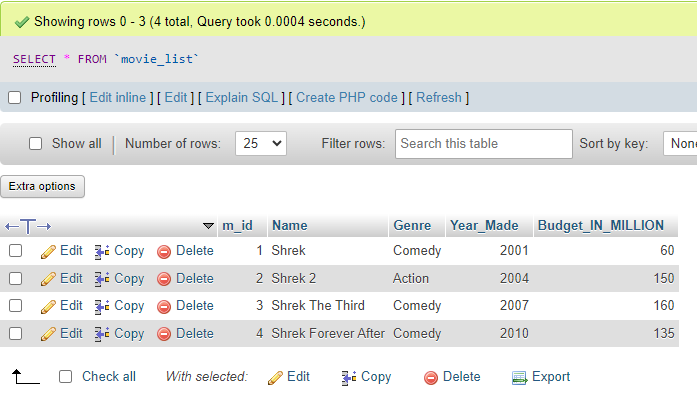 Showing rows 0 - 3 (4 total, Query took 0.0004 seconds.)
SELECT * FROM `movie_list`
Profiling [ Edit inline ] [ Edit ] [ Explain SQL ] [ Create PHP code ] [ Refresh ]
Show all Number of rows: 25 Filter rows: Search this table Sort by key: None
Extra options
m_id Name Genre Year_Made Budget_IN_MILLION
Edit Copy Delete 1 Shrek Comedy 2001 60
Edit Copy Delete 2 Shrek 2 Action 2004 150
Edit Copy Delete 3 Shrek The Third Comedy 2007 160
Edit Copy Delete 4 Shrek Forever After Comedy 2010 135
Check all With selected: Edit Copy Delete Export